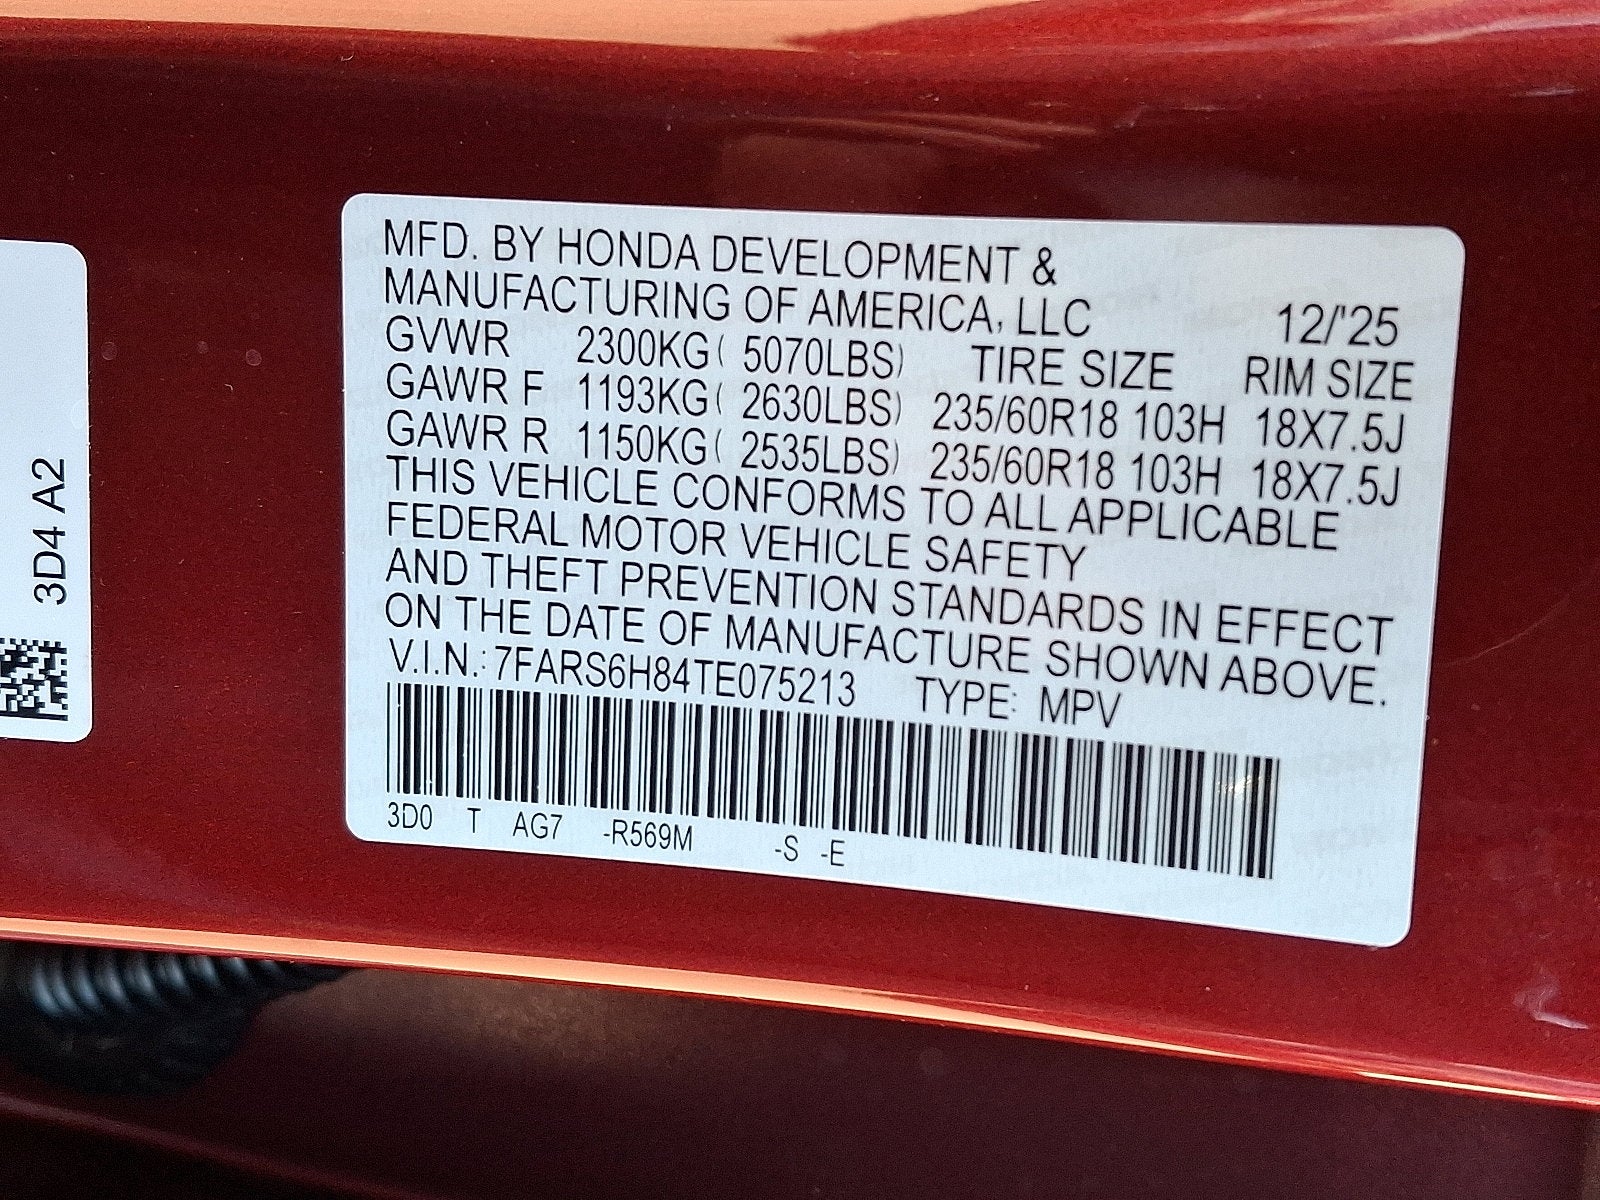 3D4 A2
MFD. BY HONDA DEVELOPMENT &
MANUFACTURING OF AMERICA, LLC 12/'25
GVWR 2300KG( 5070LBS) TIRE SIZE RIM SIZE
GAWR F 1193KG( 2630LBS) 235/60R18 103H 18X7.5J
GAWR R 1150KG( 2535LBS) 235/60R18 103H 18X7.5J
THIS VEHICLE CONFORMS TO ALL APPLICABLE
FEDERAL MOTOR VEHICLE SAFETY
AND THEFT PREVENTION STANDARDS IN EFFECT
ON THE DATE OF MANUFACTURE SHOWN ABOVE.
V.I.N.: 7FARS6H84TE075213 TYPE: MPV
3D0 T AG7 -R569M -S -E